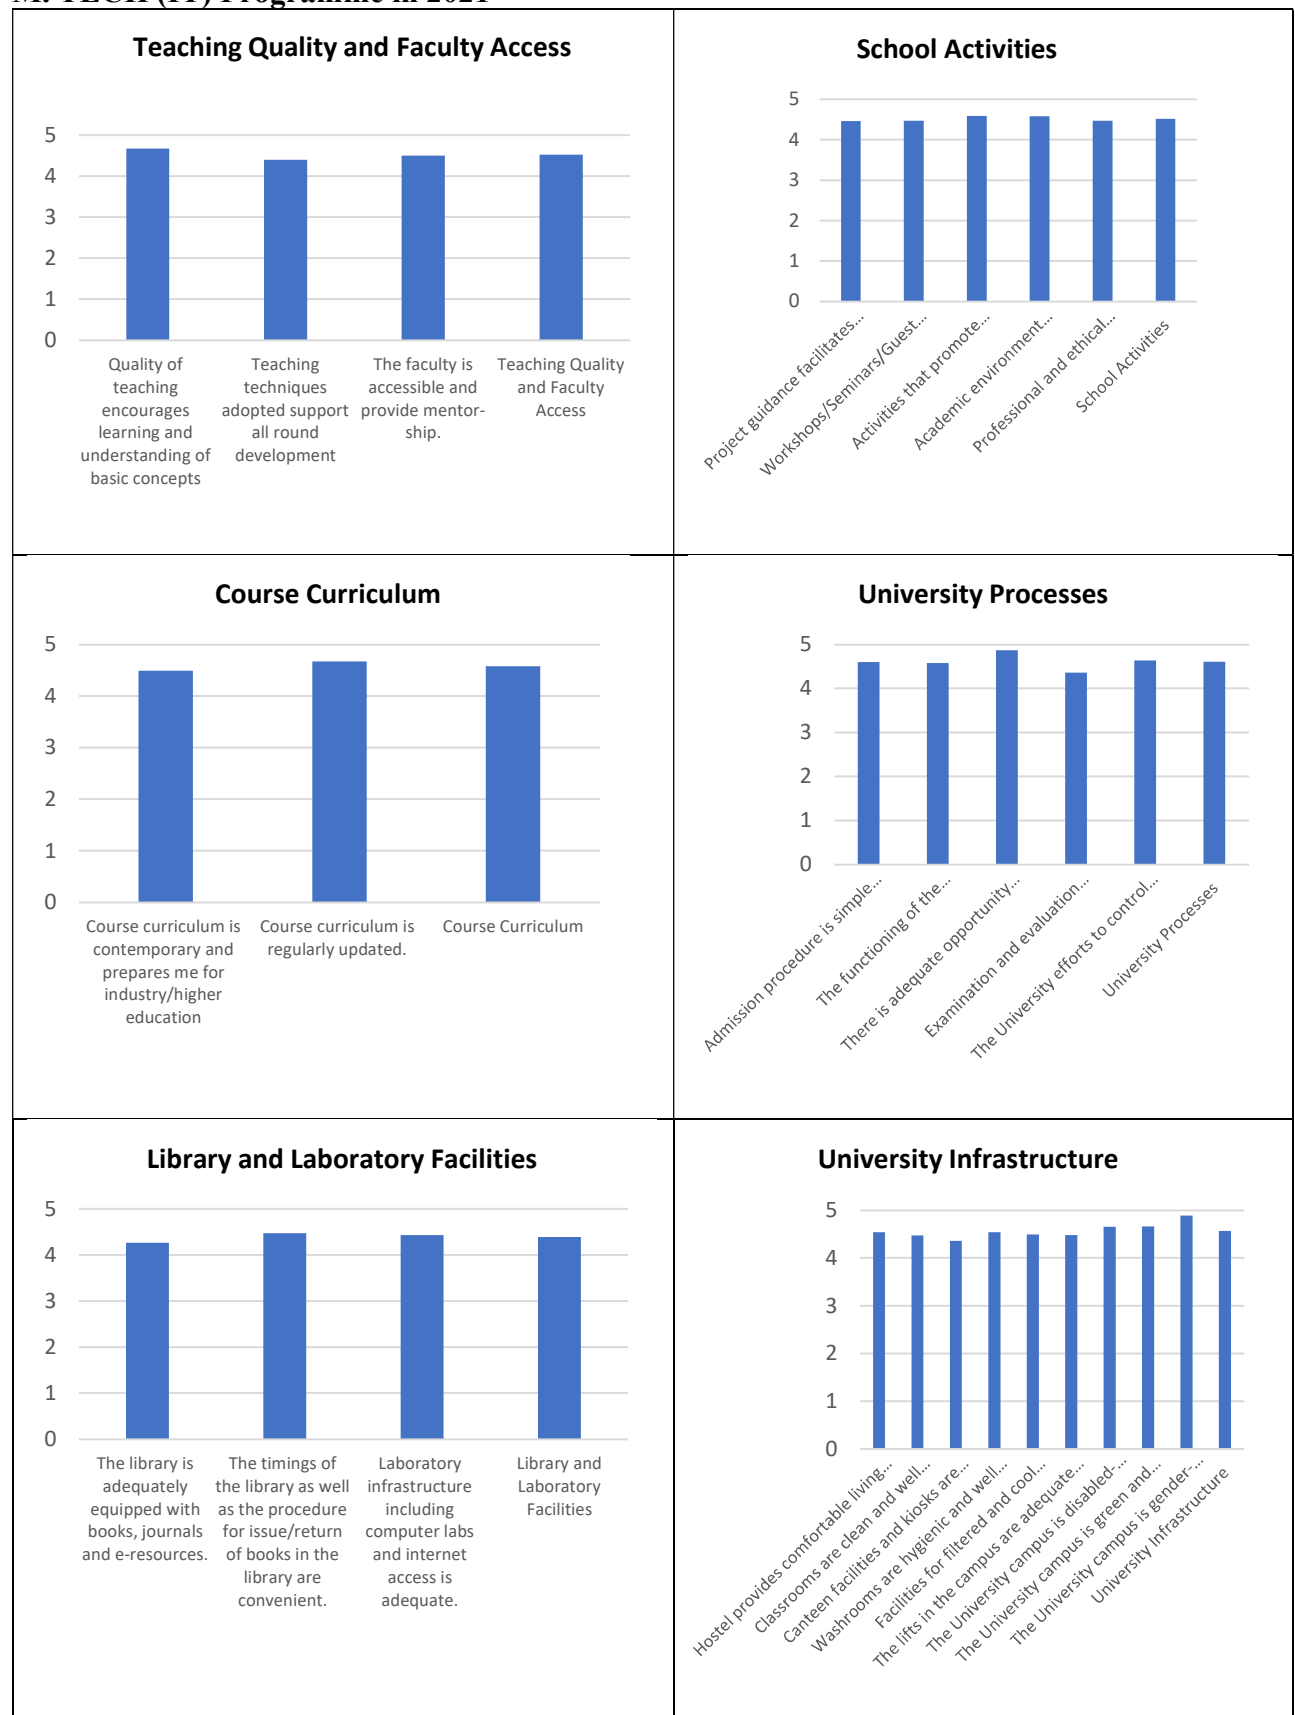 M. TECH (IT) Programme in 2021
Teaching Quality and Faculty Access
5
4
3
2
1
0
Quality of
teaching
encourages
learning and
understanding of
basic concepts
Teaching
techniques
adopted support
all round
development
The faculty is
accessible and
provide mentor-
ship.
Teaching Quality
and Faculty
Access
School Activities
5
4
3
2
1
0
Project guidance facilitates...
Workshops/Seminars/Guest...
Activities that promote...
Academic environment...
Professional and ethical...
School Activities
Course Curriculum
5
4
3
2
1
0
Course curriculum is
contemporary and
prepares me for
industry/higher
education
Course curriculum is
regularly updated.
Course Curriculum
University Processes
5
4
3
2
1
0
Admission procedure is simple...
The functioning of the...
There is adequate opportunity...
Examination and evaluation...
The University efforts to control...
University Processes
Library and Laboratory Facilities
5
4
3
2
1
0
The library is
adequately
equipped with
books, journals
and e-resources.
The timings of
the library as well
as the procedure
for issue/return
of books in the
library are
convenient.
Laboratory
infrastructure
including
computer labs
and internet
access is
adequate.
Library and
Laboratory
Facilities
University Infrastructure
5
4
3
2
1
0
Hostel provides comfortable living...
Classrooms are clean and well...
Canteen facilities and kiosks are...
Washrooms are hygienic and well...
Facilities for filtered and cool...
The lifts in the campus are adequate...
The University campus is disabled-...
The University campus is green and...
The University campus is gender-...
University Infrastructure